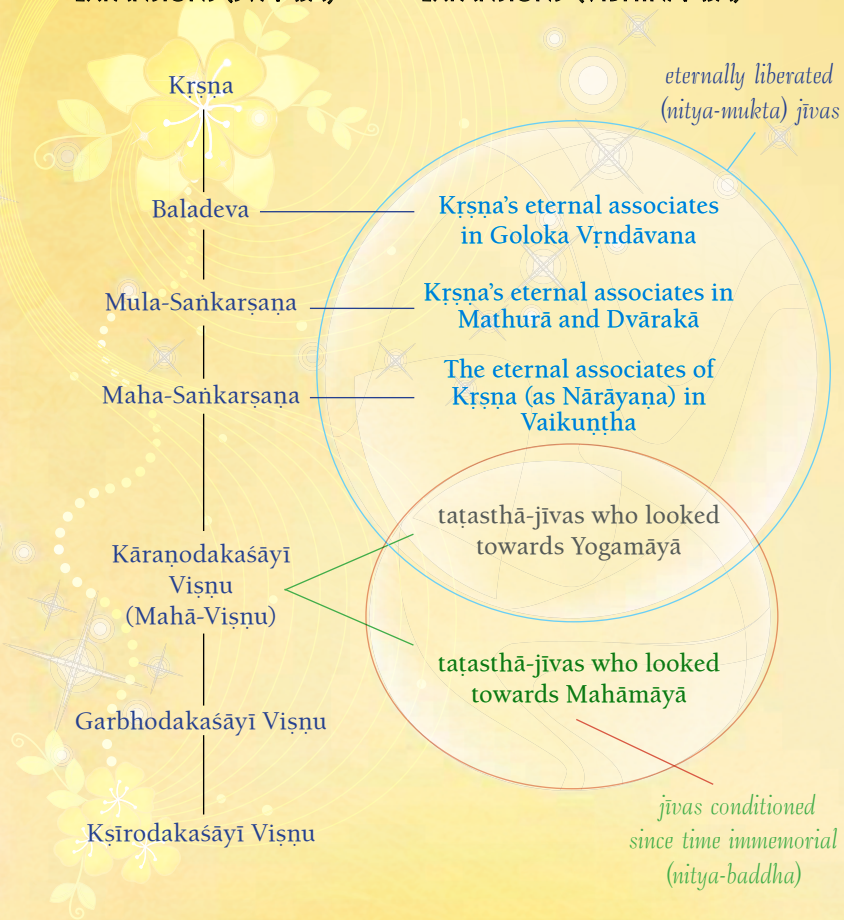 Kṛṣṇa
eternally liberated
(nitya-mukta) jīvas
Baladeva
Kṛṣṇa's eternal associates
in Goloka Vṛndāvana
Mula-Saṅkarṣaṇa
Kṛṣṇa's eternal associates in
Mathurā and Dvārakā
Maha-Saṅkarṣaṇa
The eternal associates of
Kṛṣṇa (as Nārāyaṇa) in
Vaikuṇṭha
Kāraṇodakaśāyī
Viṣṇu
(Mahā-Viṣṇu)
taṭasthā-jīvas who looked
towards Yogamāyā
taṭasthā-jīvas who looked
towards Mahāmāyā
Garbhodakaśāyī Viṣṇu
Kṣīrodakaśāyī Viṣṇu
jīvas conditioned
since time immemorial
(nitya-baddha)